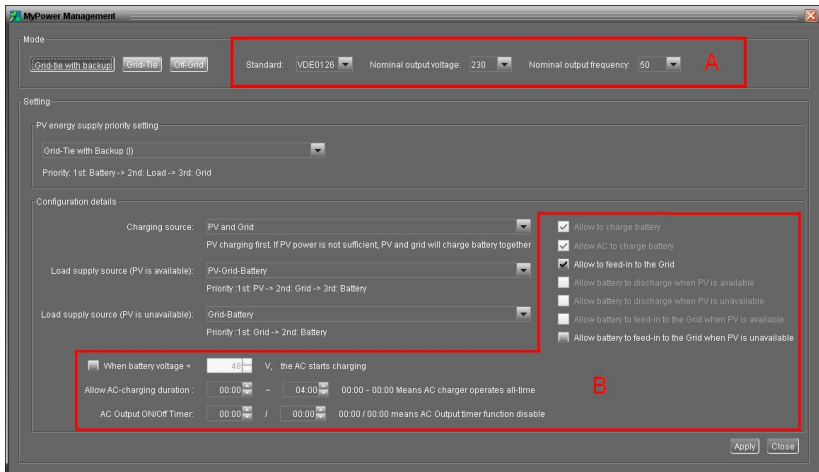 MyPower Management
Mode
Grid-tie with backup Grid-Tie Off-Grid Standard: VDE0126 Nominal output voltage: 230 Nominal output frequency: 50 A
Setting
PV energy supply priority setting
Grid-Tie with Backup (I)
Priority: 1st: Battery -> 2nd: Load -> 3rd: Grid
Configuration details
Charging source: PV and Grid
PV charging first. If PV power is not sufficient, PV and grid will charge battery together
Load supply source (PV is available): PV-Grid-Battery
Priority :1st: PV -> 2nd: Grid -> 3rd: Battery
Load supply source (PV is unavailable): Grid-Battery
Priority :1st: Grid -> 2nd: Battery
Allow to charge battery
Allow AC to charge battery
Allow to feed-in to the Grid
Allow battery to discharge when PV is available
Allow battery to discharge when PV is unavailable
Allow battery to feed-in to the Grid when PV is available
Allow battery to feed-in to the Grid when PV is unavailable
When battery voltage < 48 V, the AC starts charging
Allow AC-charging duration : 00:00 ~ 04:00 00:00 - 00:00 Means AC charger operates all-time
AC Output ON/Off Timer: 00:00 / 00:00 00:00 / 00:00 means AC Output timer function disable
B
Apply Close